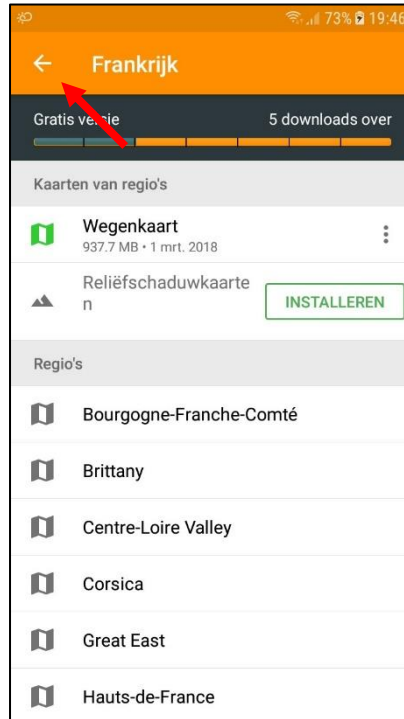 73% 19:46
Frankrijk
Gratis versie 5 downloads over
Kaarten van regio's
Wegenkaart
937.7 MB • 1 mrt. 2018
Reliëfschaduwkaarte
n
INSTALLEREN
Regio's
Bourgogne-Franche-Comté
Brittany
Centre-Loire Valley
Corsica
Great East
Hauts-de-France